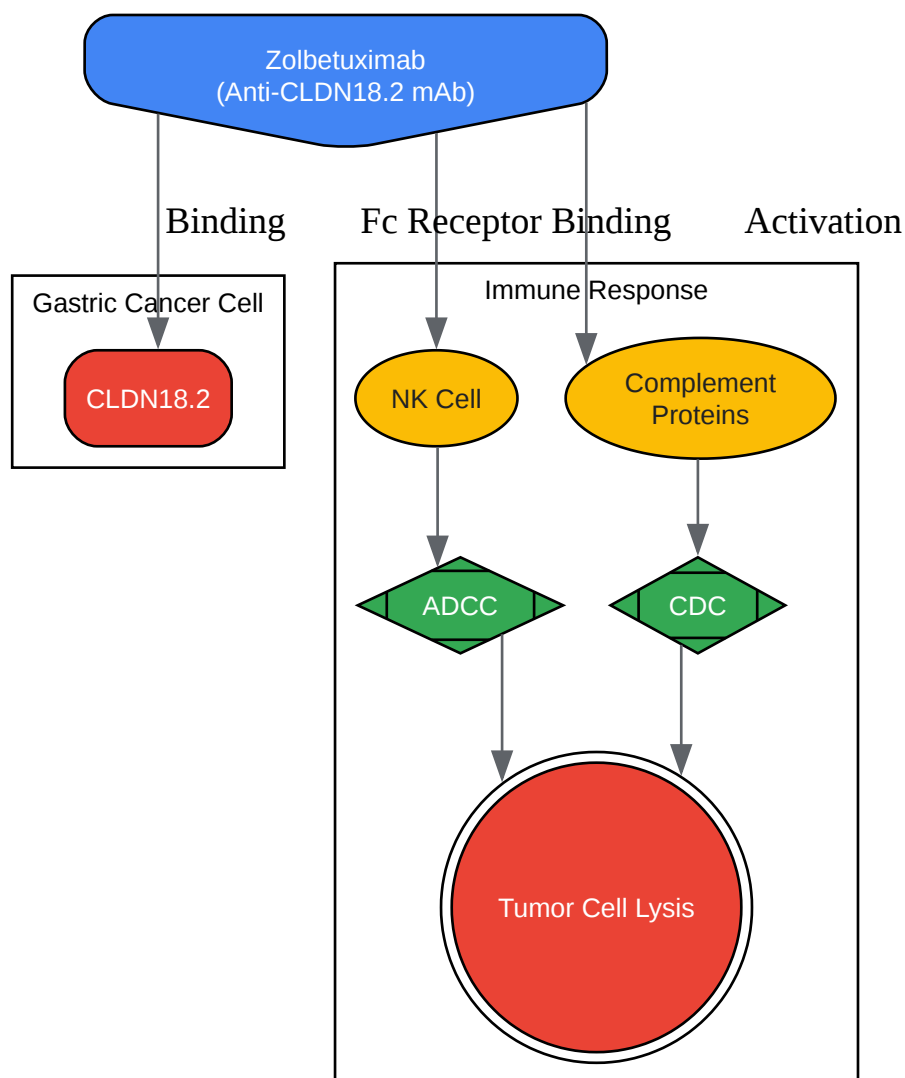 Zolbetuximab
(Anti-CLDN18.2 mAb)
Binding
Fc Receptor Binding
Activation
Gastric Cancer Cell
Immune Response
CLDN18.2
NK Cell
Complement
Proteins
ADCC
CDC
Tumor Cell Lysis